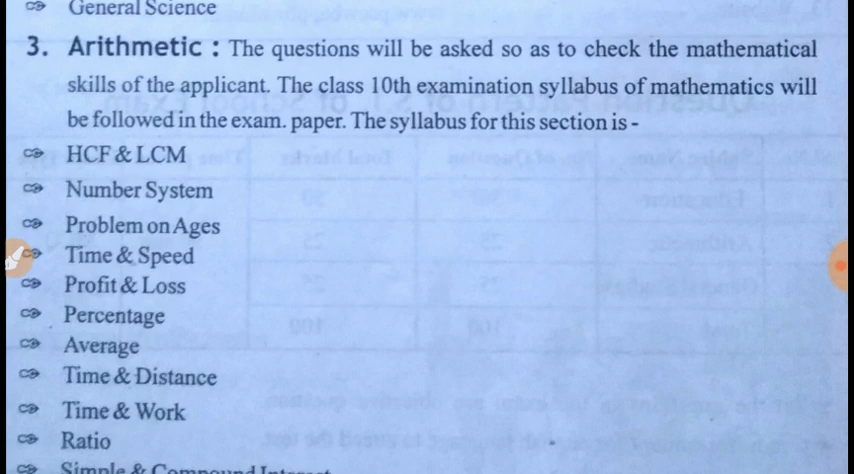 General Science
3. Arithmetic : The questions will be asked so as to check the mathematical
skills of the applicant. The class 10th examination syllabus of mathematics will
be followed in the exam. paper. The syllabus for this section is -
HCF & LCM
Number System
Problem on Ages
Time & Speed
Profit & Loss
Percentage
Average
Time & Distance
Time & Work
Ratio
Simple & Compound Interest